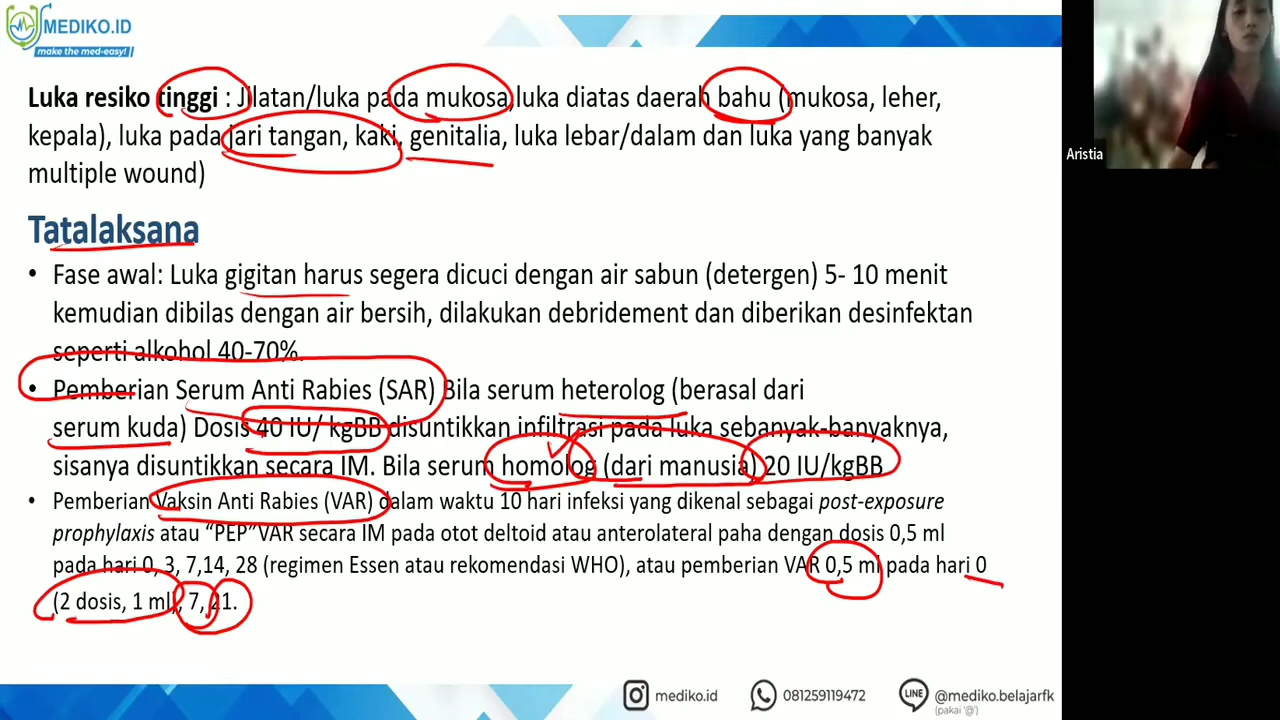 MEDIKO.ID
make the med-easy!
Luka resiko tinggi : Jilatan/luka pada mukosa,luka diatas daerah bahu (mukosa, leher,
kepala), luka pada jari tangan, kaki, genitalia, luka lebar/dalam dan luka yang banyak
multiple wound)
Aristia
Tatalaksana
• Fase awal: Luka gigitan harus segera dicuci dengan air sabun (detergen) 5- 10 menit
kemudian dibilas dengan air bersih, dilakukan debridement dan diberikan desinfektan
seperti alkohol 40-70%.
• Pemberian Serum Anti Rabies (SAR) Bila serum heterolog (berasal dari
serum kuda) Dosis 40 IU/ kgBB disuntikkan infiltrasi pada luka sebanyak-banyaknya,
sisanya disuntikkan secara IM. Bila serum homolog (dari manusia) 20 IU/kgBB
• Pemberian Vaksin Anti Rabies (VAR) dalam waktu 10 hari infeksi yang dikenal sebagai post-exposure
prophylaxis atau “PEP”VAR secara IM pada otot deltoid atau anterolateral paha dengan dosis 0,5 ml
pada hari 0, 3, 7,14, 28 (regimen Essen atau rekomendasi WHO), atau pemberian VAR 0,5 ml pada hari 0
(2 dosis, 1 ml), 7, 21.
mediko.id
081259119472
LINE
@mediko.belajarfk
(pakai '@')